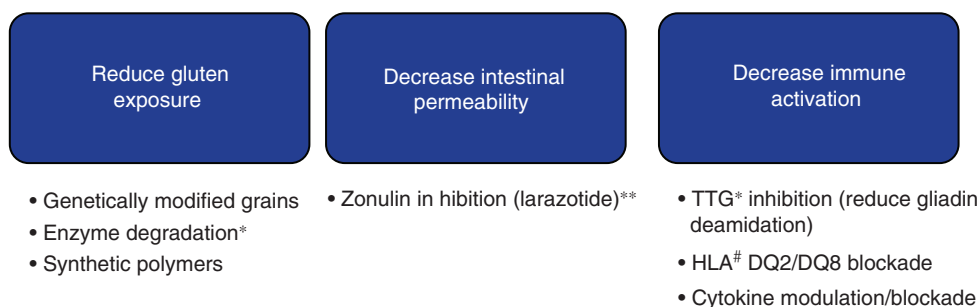 Reduce gluten
exposure
• Genetically modified grains
• Enzyme degradation*
• Synthetic polymers
Decrease intestinal
permeability
• Zonulin in hibition (larazotide)**
Decrease immune
activation
• TTG* inhibition (reduce gliadin
deamidation)
• HLA# DQ2/DQ8 blockade
• Cytokine modulation/blockade